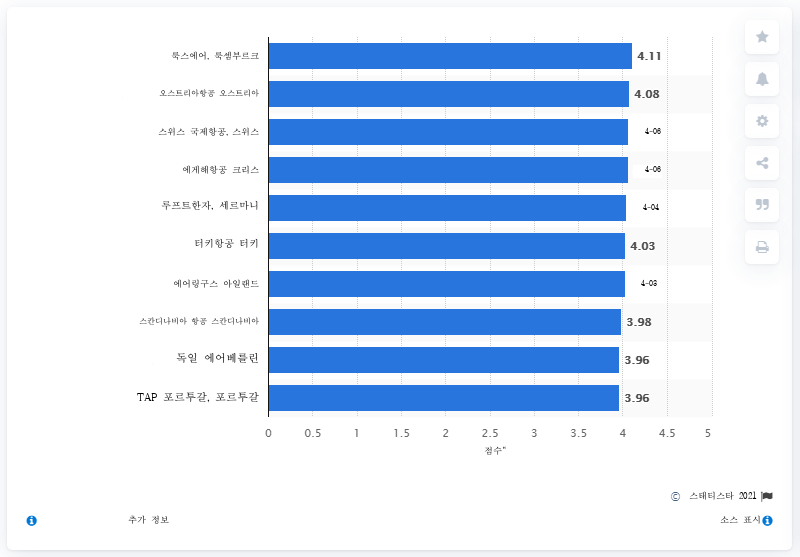 룩스에어, 룩셈부르크 4.11
오스트리아항공 오스트리아 4.08
스위스 국제항공, 스위스 4-06
에게해항공 크리스 4-06
루프트한자, 세르마니 4-04
터키항공 터키 4.03
에어링구스 아일랜드 4-03
스칸디나비아 항공 스칸디나비아 3.98
독일 에어베를린 3.96
TAP 포르투갈, 포르투갈 3.96
0 0.5 1 1.5 2 2.5 3 3.5 4 4.5 5
점수"
© 스태티스타 2021
추가 정보 소스 표시